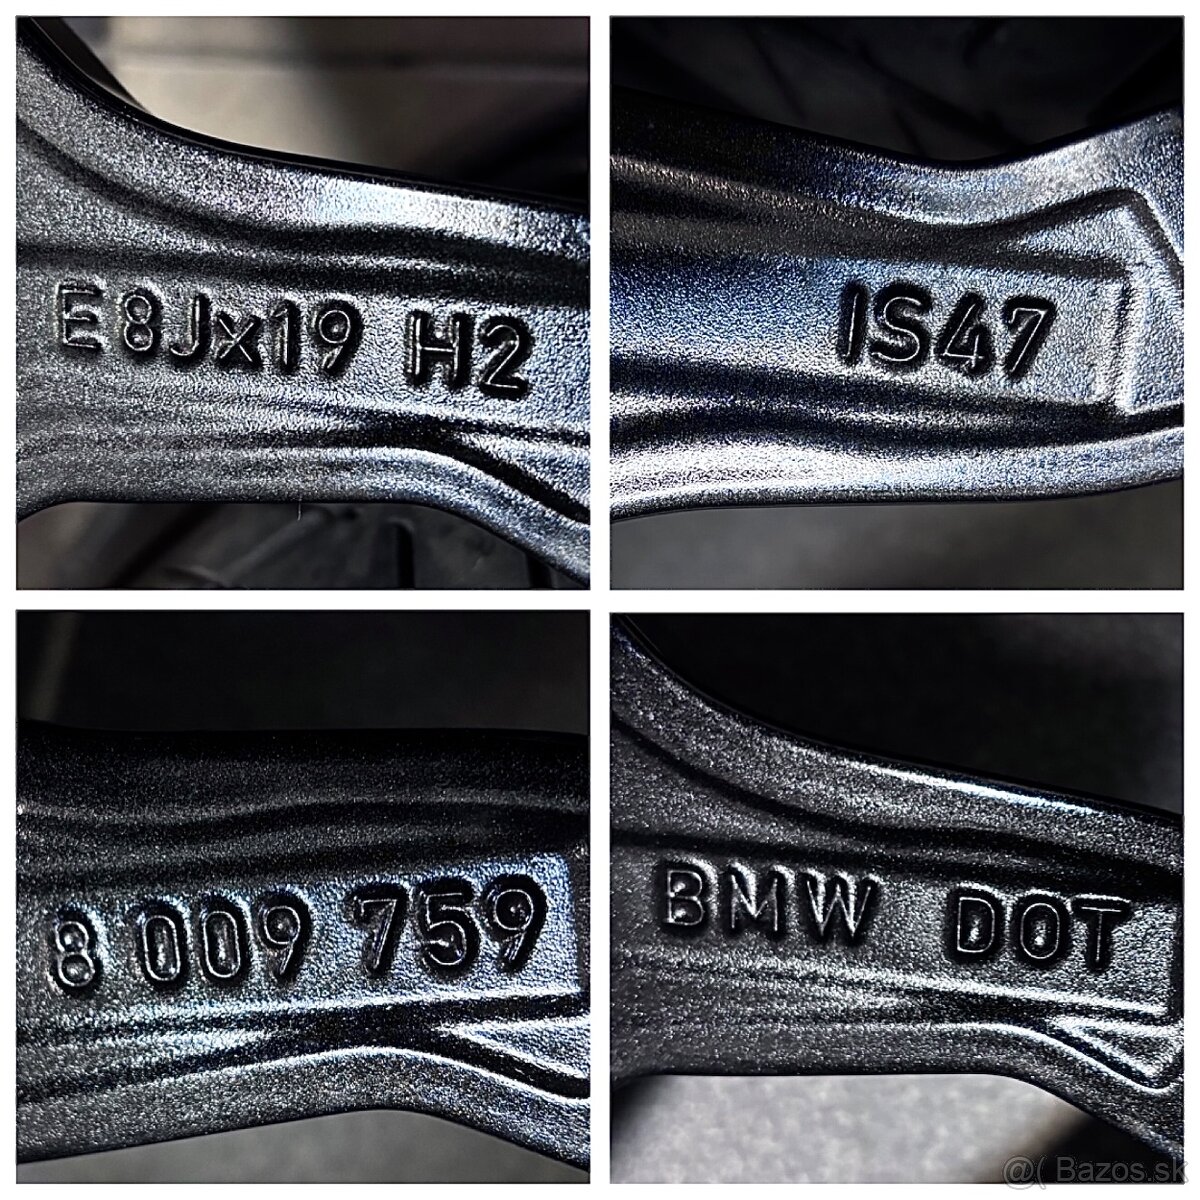 E8Jx19 H2
IS47
8 009 759
BMW DOT
@( Bazos.sk